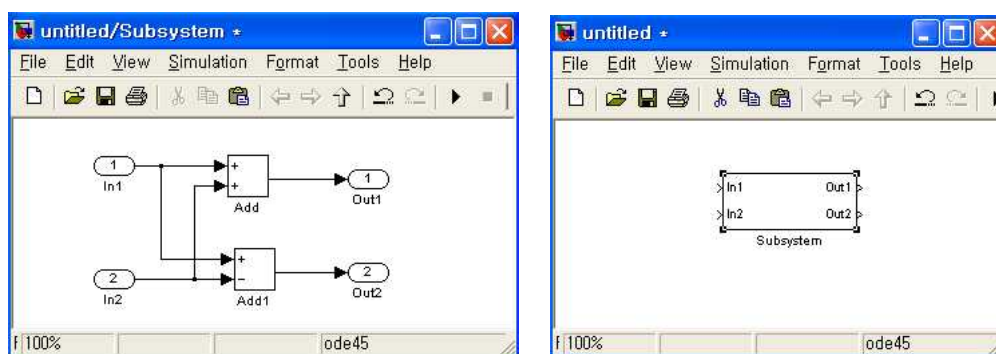 untitled/Subsystem *
File Edit View Simulation Format Tools Help
1
In1
+
+
Add
1
Out1
2
In2
+
−
Add1
2
Out2
100% ode45
untitled *
File Edit View Simulation Format Tools Help
In1 Out1
In2 Out2
Subsystem
100% ode45